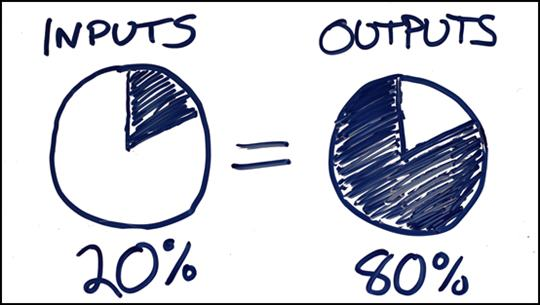 INPUTS OUTPUTS
=
20% 80%